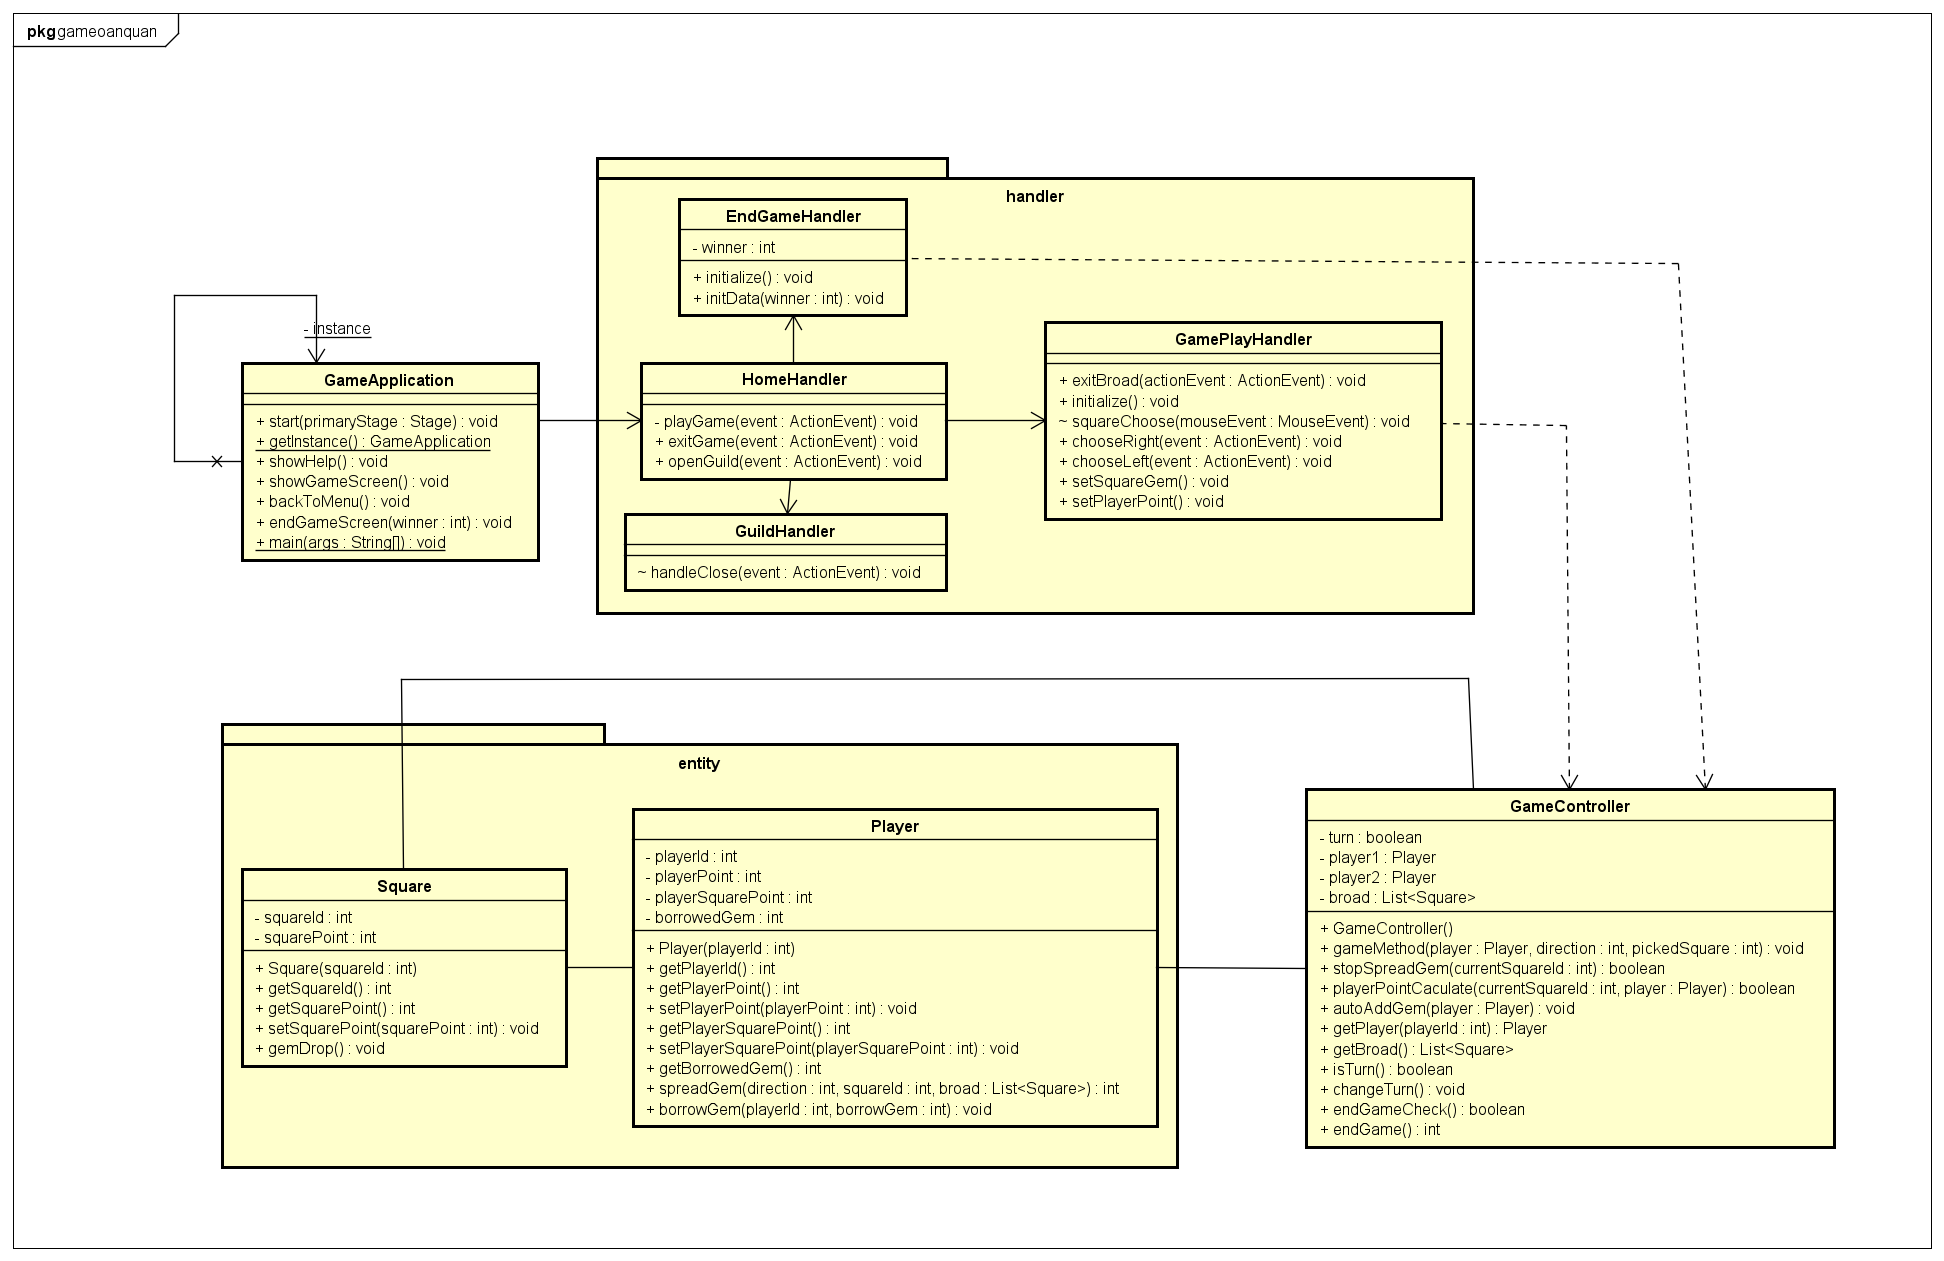 pkg gameoanquan
handler
EndGameHandler
- winner : int
+ initialize() : void
+ initData(winner : int) : void
- instance
GameApplication
+ start(primaryStage : Stage) : void
+ getInstance() : GameApplication
+ showHelp() : void
+ showGameScreen() : void
+ backToMenu() : void
+ endGameScreen(winner : int) : void
+ main(args : String[]) : void
HomeHandler
- playGame(event : ActionEvent) : void
+ exitGame(event : ActionEvent) : void
+ openGuild(event : ActionEvent) : void
GamePlayHandler
+ exitBroad(actionEvent : ActionEvent) : void
+ initialize() : void
~ squareChoose(mouseEvent : MouseEvent) : void
+ chooseRight(event : ActionEvent) : void
+ chooseLeft(event : ActionEvent) : void
+ setSquareGem() : void
+ setPlayerPoint() : void
GuildHandler
~ handleClose(event : ActionEvent) : void
entity
Square
- squareId : int
- squarePoint : int
+ Square(squareId : int)
+ getSquareId() : int
+ getSquarePoint() : int
+ setSquarePoint(squarePoint : int) : void
+ gemDrop() : void
Player
- playerId : int
- playerPoint : int
- playerSquarePoint : int
- borrowedGem : int
+ Player(playerId : int)
+ getPlayerId() : int
+ getPlayerPoint() : int
+ setPlayerPoint(playerPoint : int) : void
+ getPlayerSquarePoint() : int
+ setPlayerSquarePoint(playerSquarePoint : int) : void
+ getBorrowedGem() : int
+ spreadGem(direction : int, squareId : int, broad : List<Square>) : int
+ borrowGem(playerId : int, borrowGem : int) : void
GameController
- turn : boolean
- player1 : Player
- player2 : Player
- broad : List<Square>
+ GameController()
+ gameMethod(player : Player, direction : int, pickedSquare : int) : void
+ stopSpreadGem(currentSquareId : int) : boolean
+ playerPointCaculate(currentSquareId : int, player : Player) : boolean
+ autoAddGem(player : Player) : void
+ getPlayer(playerId : int) : Player
+ getBroad() : List<Square>
+ isTurn() : boolean
+ changeTurn() : void
+ endGameCheck() : boolean
+ endGame() : int